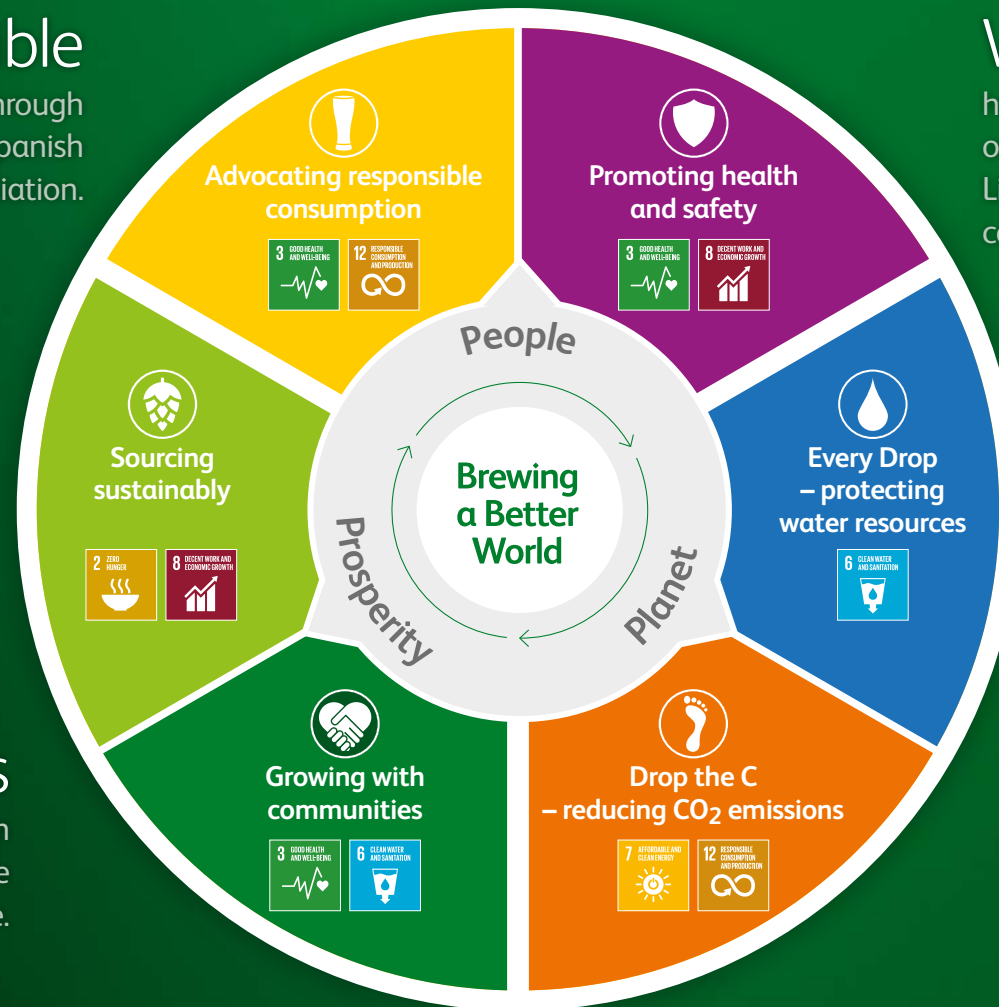 ble
hrough
panish
iation.
Advocating responsible
consumption
3 GOOD HEALTH
AND WELL-BEING
12 RESPONSIBLE
CONSUMPTION
AND PRODUCTION
Promoting health
and safety
3 GOOD HEALTH
AND WELL-BEING
8 DECENT WORK AND
ECONOMIC GROWTH
h
o
Li
Sourcing
sustainably
2 ZERO
HUNGER
8 DECENT WORK AND
ECONOMIC GROWTH
People
Planet
Prosperity
Brewing
a Better
World
Every Drop
– protecting
water resources
6 CLEAN WATER
AND SANITATION
Growing with
communities
3 GOOD HEALTH
AND WELL-BEING
6 CLEAN WATER
AND SANITATION
Drop the C
– reducing CO2 emissions
7 AFFORDABLE AND
CLEAN ENERGY
12 RESPONSIBLE
CONSUMPTION
AND PRODUCTION
s
n
e
e.